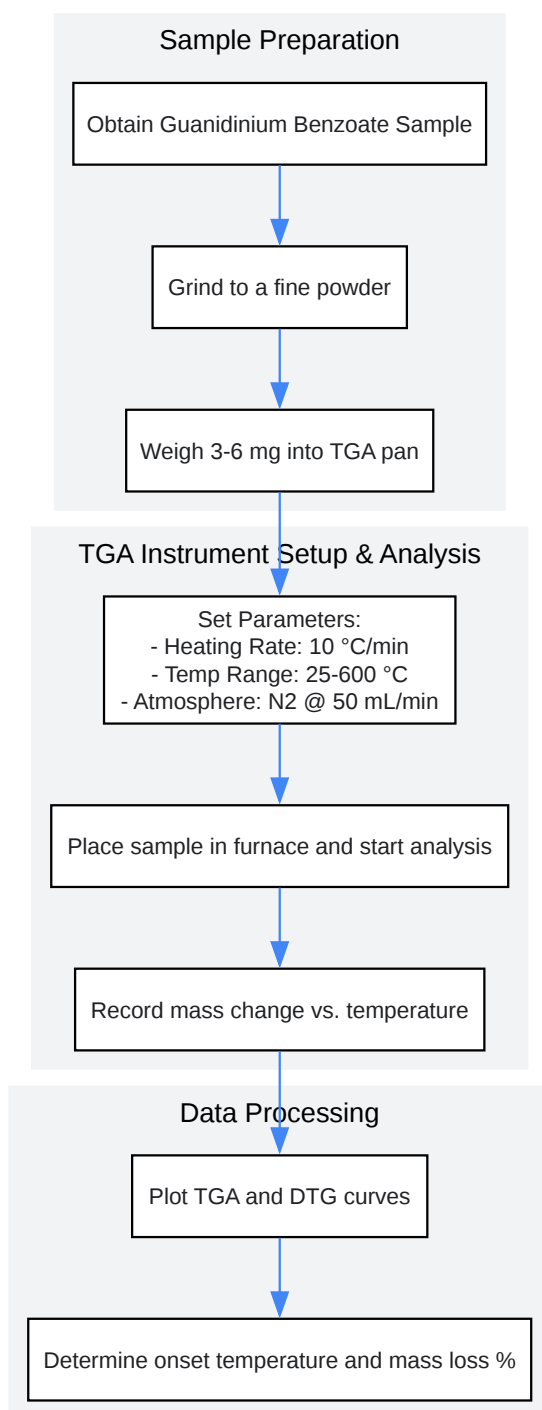 Sample Preparation
Obtain Guanidinium Benzoate Sample
Grind to a fine powder
Weigh 3-6 mg into TGA pan
TGA Instrument Setup & Analysis
Set Parameters:
- Heating Rate: 10 °C/min
- Temp Range: 25-600 °C
- Atmosphere: N2 @ 50 mL/min
Place sample in furnace and start analysis
Record mass change vs. temperature
Data Processing
Plot TGA and DTG curves
Determine onset temperature and mass loss %